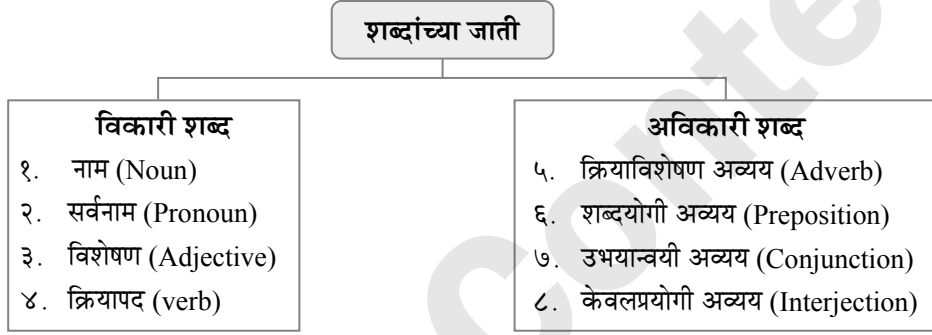 शब्दांच्या जाती
विकारी शब्द
१. नाम (Noun)
२. सर्वनाम (Pronoun)
३. विशेषण (Adjective)
४. क्रियापद (verb)
अविकारी शब्द
५. क्रियाविशेषण अव्यय (Adverb)
६. शब्दयोगी अव्यय (Preposition)
७. उभयान्वयी अव्यय (Conjunction)
८. केवलप्रयोगी अव्यय (Interjection)